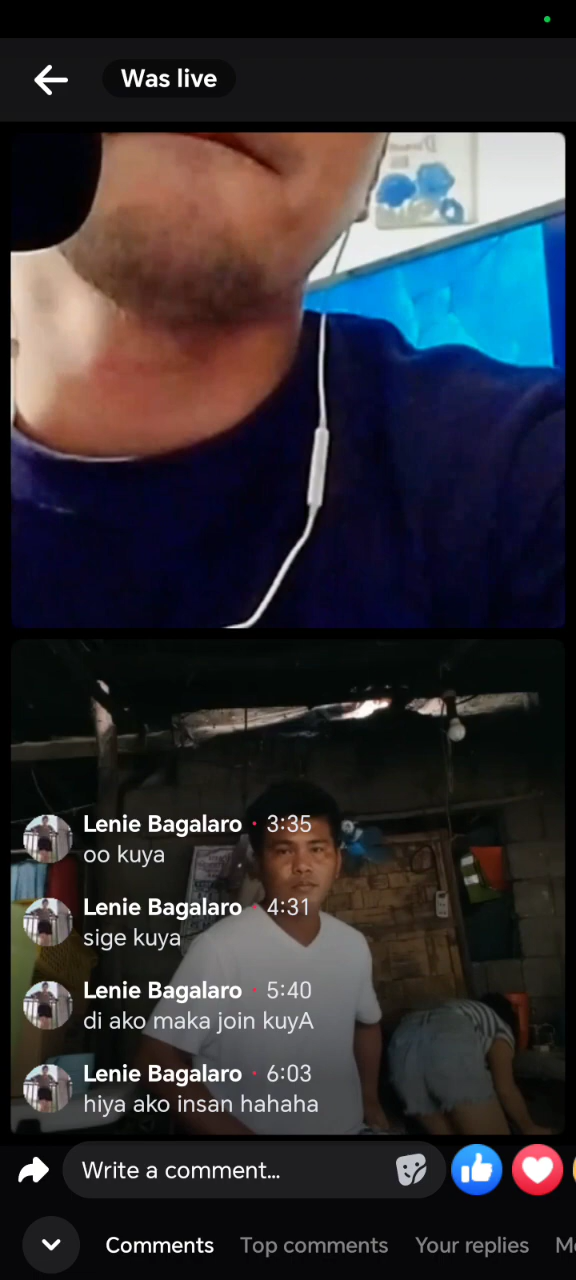 Was live
Lenie Bagalaro · 3:35
oo kuya
Lenie Bagalaro · 4:31
sige kuya
Lenie Bagalaro · 5:40
di ako maka join kuyA
Lenie Bagalaro · 6:03
hiya ako insan hahaha
Write a comment...
Comments Top comments Your replies